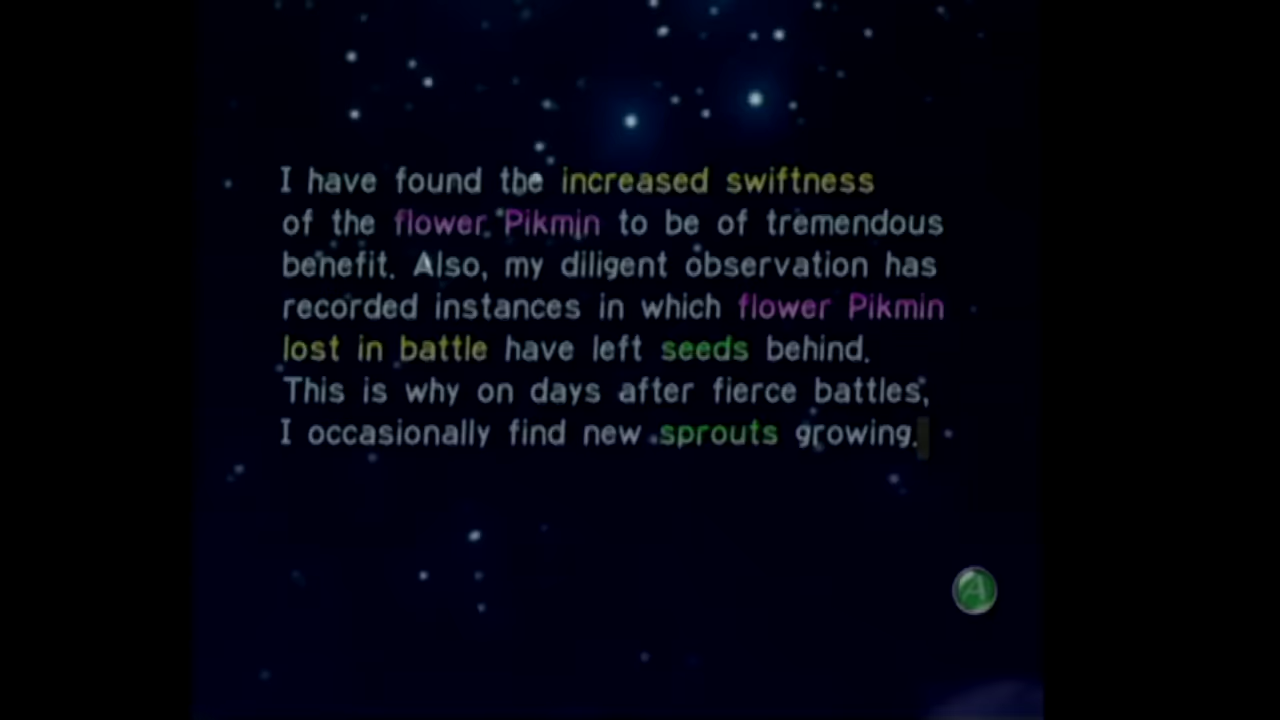 I have found the increased swiftness
of the flower Pikmin to be of tremendous
benefit. Also, my diligent observation has
recorded instances in which flower Pikmin
lost in battle have left seeds behind.
This is why on days after fierce battles,
I occasionally find new sprouts growing.
A